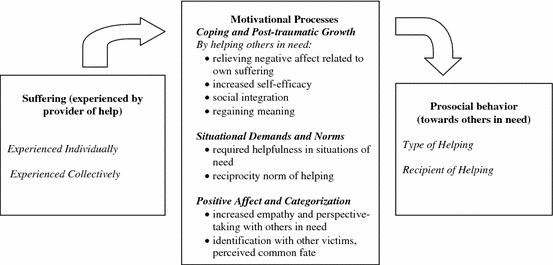 Suffering (experienced by
provider of help)
Experienced Individually
Experienced Collectively
Motivational Processes
Coping and Post-traumatic Growth
By helping others in need:
• relieving negative affect related to
own suffering
• increased self-efficacy
• social integration
• regaining meaning
Situational Demands and Norms
• required helpfulness in situations of
need
• reciprocity norm of helping
Positive Affect and Categorization
• increased empathy and perspective-
taking with others in need
• identification with other victims,
perceived common fate
Prosocial behavior
(towards others in need)
Type of Helping
Recipient of Helping